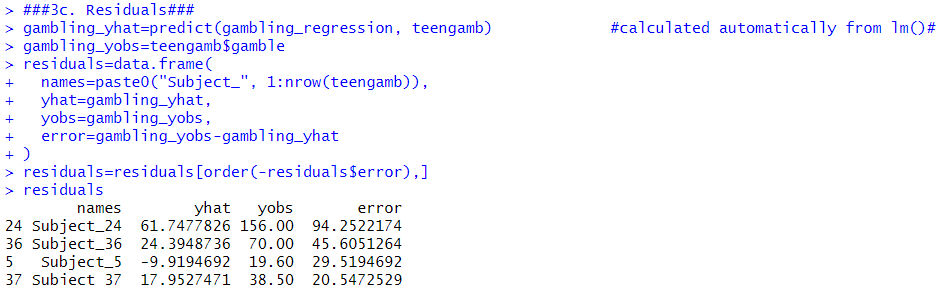 > ###3c. Residuals###
> gambling_yhat=predict(gambling_regression, teengamb)             #calculated automatically from lm()#
> gambling_yobs=teengamb$gamble
> residuals=data.frame(
+   names=paste0("Subject_", 1:nrow(teengamb)),
+   yhat=gambling_yhat,
+   yobs=gambling_yobs,
+   error=gambling_yobs-gambling_yhat
+ )
> residuals=residuals[order(-residuals$error),]
> residuals
        names       yhat   yobs       error
24 Subject_24 61.7477826 156.00  94.2522174
36 Subject_36 24.3948736  70.00  45.6051264
5   Subject_5 -9.9194692  19.60  29.5194692
37 Subject 37 17.9527471  38.50  20.5472529